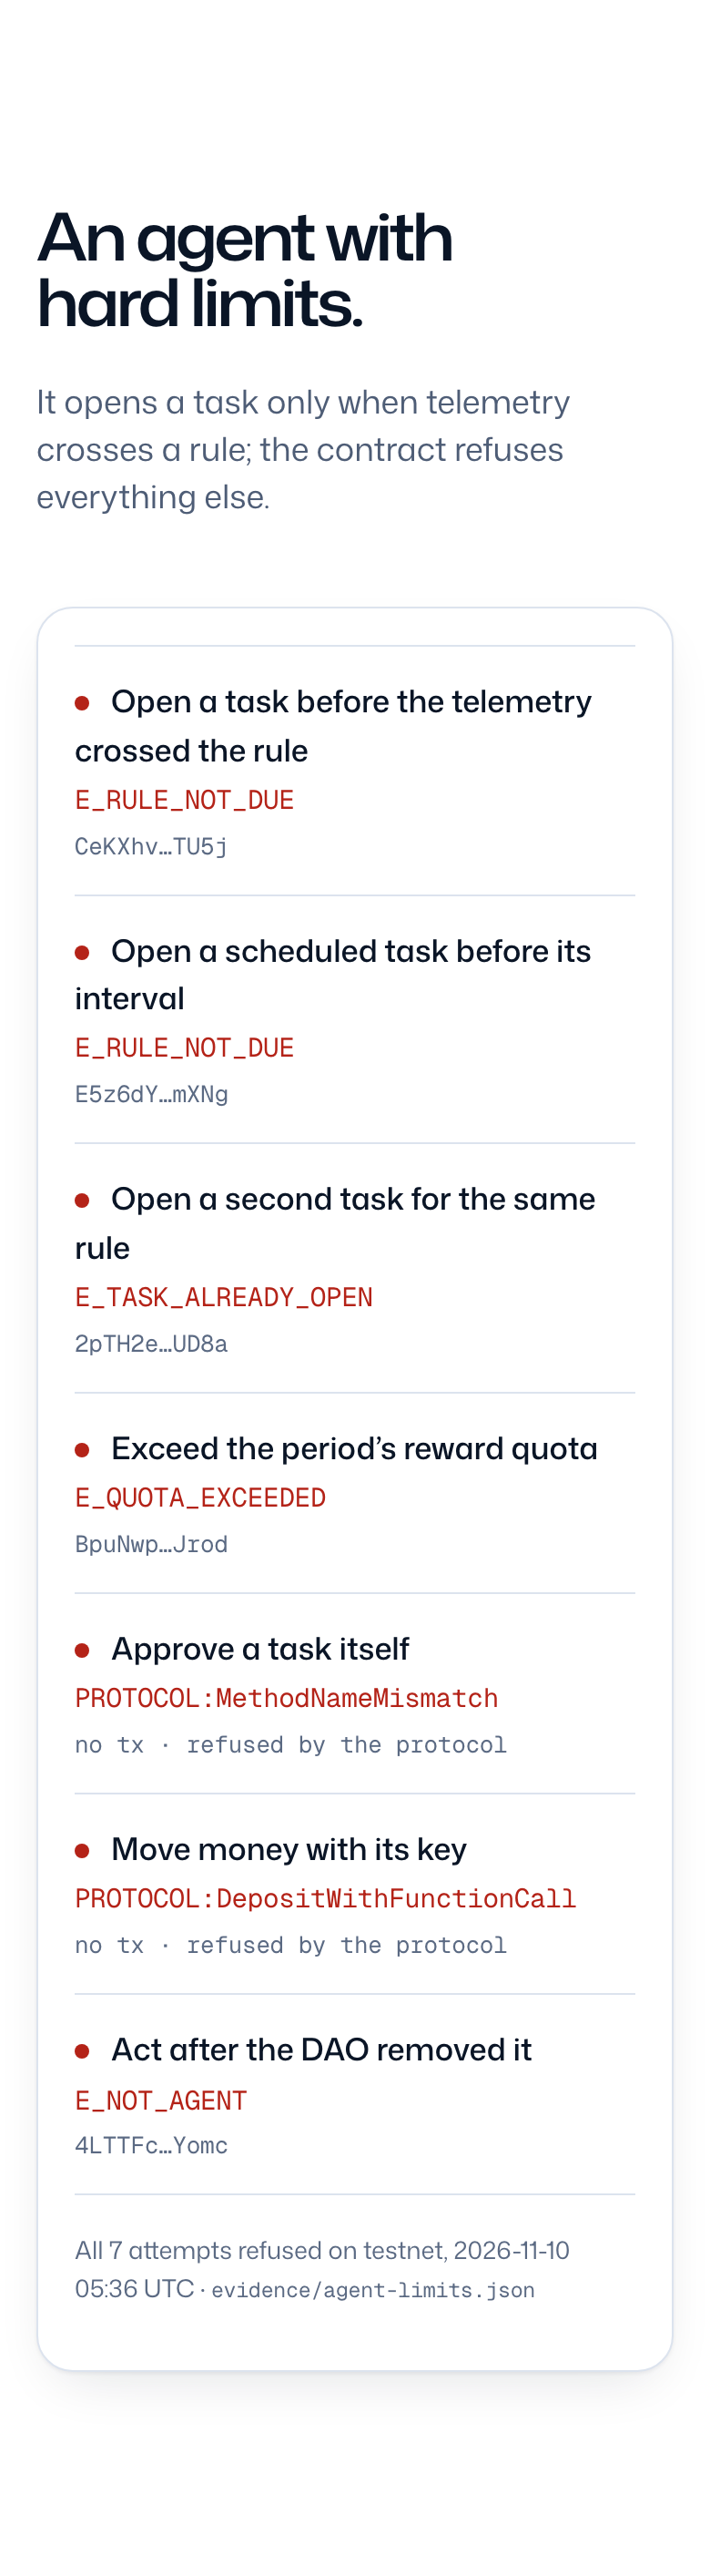 An agent with
hard limits.
It opens a task only when telemetry
crosses a rule; the contract refuses
everything else.
Open a task before the telemetry
crossed the rule
E_RULE_NOT_DUE
CeKXhv…TU5j
Open a scheduled task before its
interval
E_RULE_NOT_DUE
E5z6dY…mXNg
Open a second task for the same
rule
E_TASK_ALREADY_OPEN
2pTH2e…UD8a
Exceed the period’s reward quota
E_QUOTA_EXCEEDED
BpuNwp…Jrod
Approve a task itself
PROTOCOL:MethodNameMismatch
no tx · refused by the protocol
Move money with its key
PROTOCOL:DepositWithFunctionCall
no tx · refused by the protocol
Act after the DAO removed it
E_NOT_AGENT
4LTTFc…Yomc
All 7 attempts refused on testnet, 2026-11-10
05:36 UTC · evidence/agent-limits.json